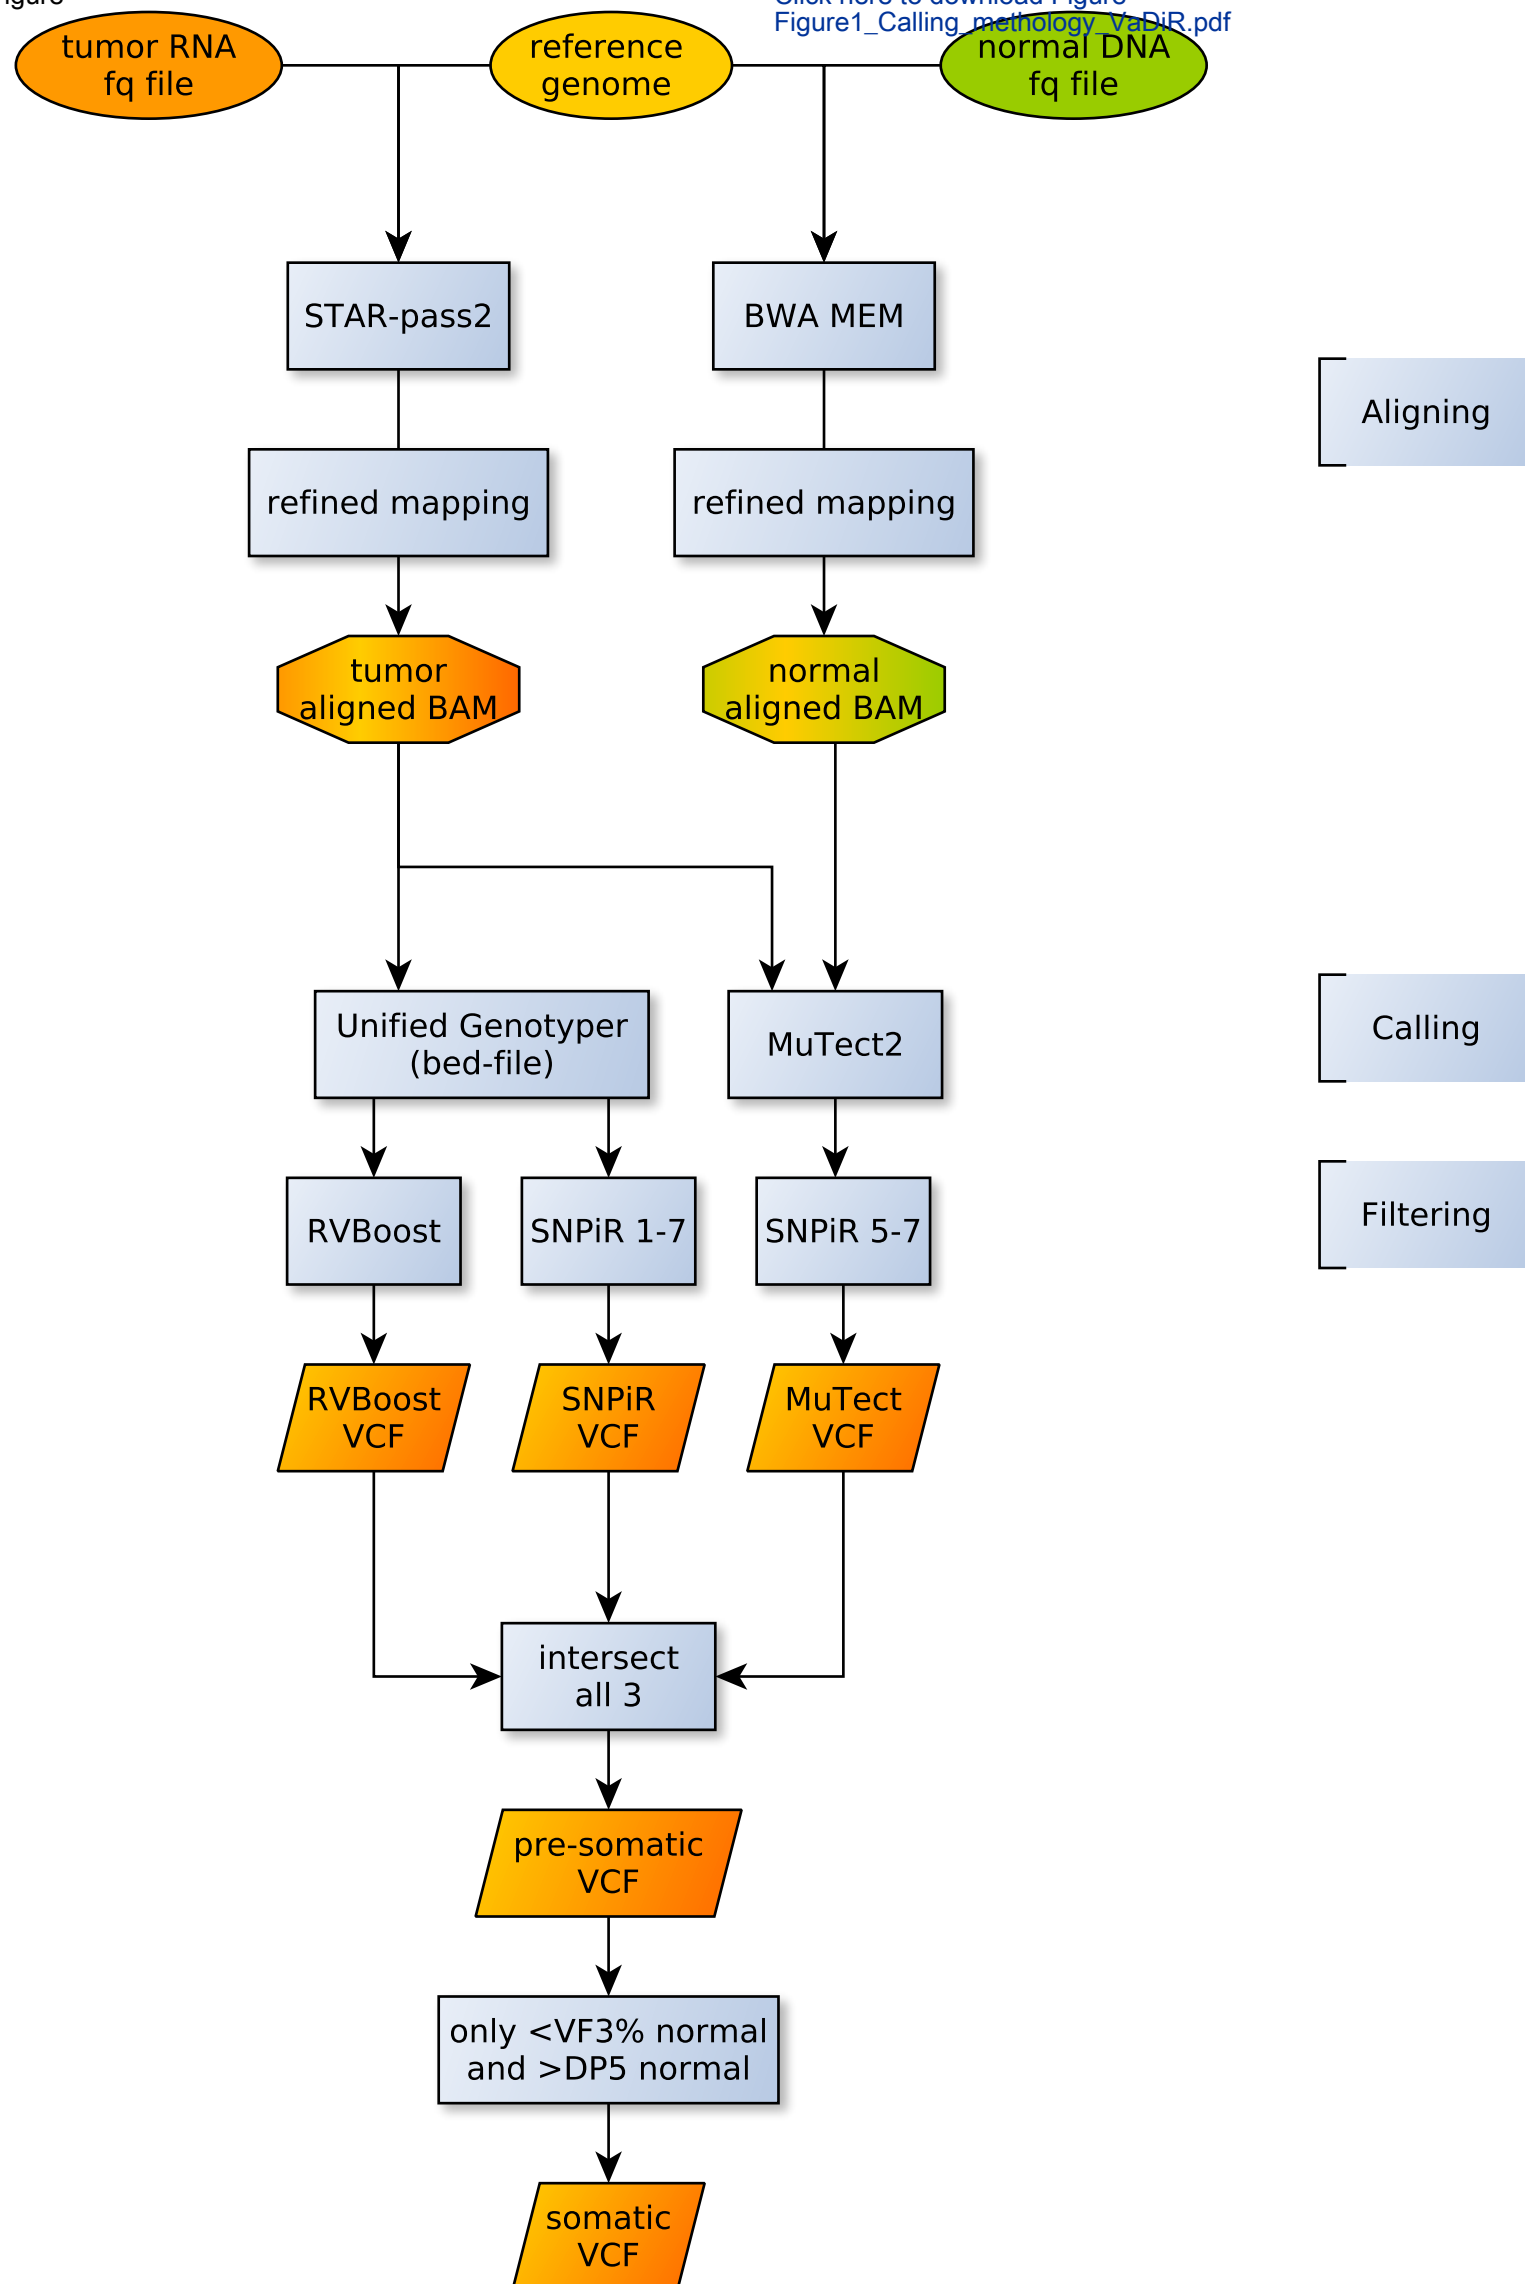 Figure1_Calling_methology_VaDiR.pdf
tumor RNA
fq file
reference
genome
normal DNA
fq file
STAR-pass2
BWA MEM
Aligning
refined mapping
refined mapping
tumor
aligned BAM
normal
aligned BAM
Unified Genotyper
(bed-file)
MuTect2
Calling
RVBoost
SNPiR 1-7
SNPiR 5-7
Filtering
RVBoost
VCF
SNPiR
VCF
MuTect
VCF
intersect
all 3
pre-somatic
VCF
only <VF3% normal
and >DP5 normal
somatic
VCF